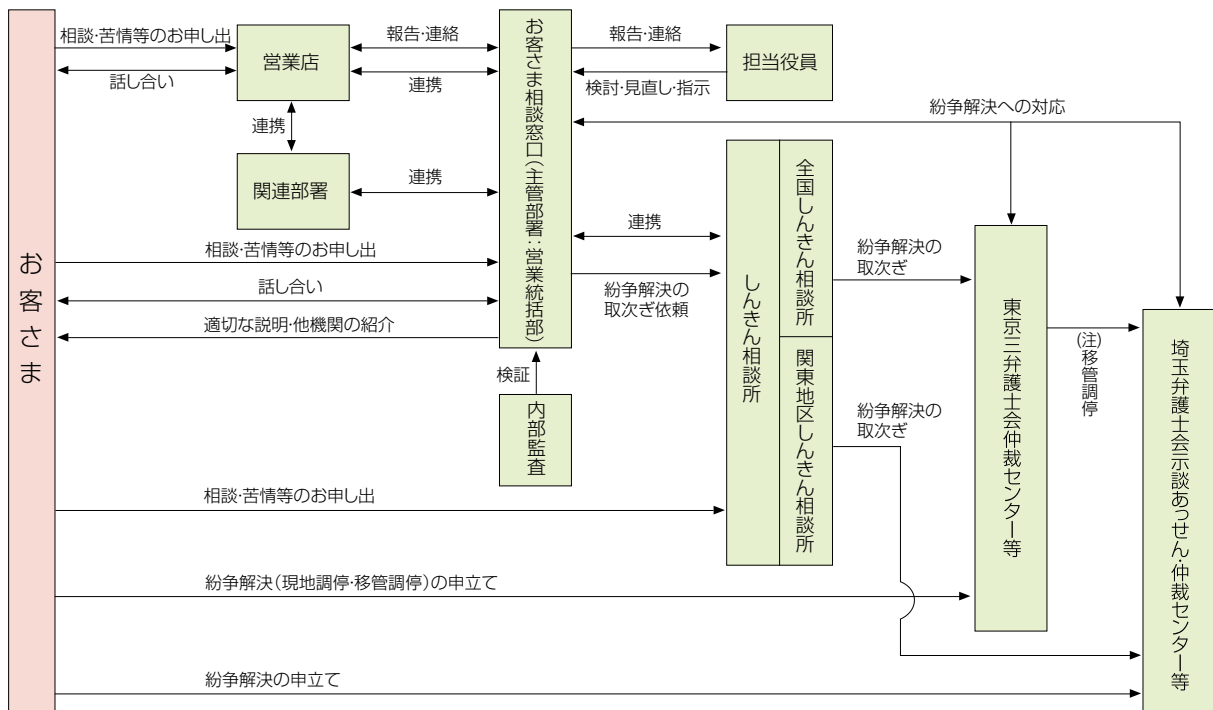 お客さま
相談・苦情等のお申し出
話し合い
営業店
連携
関連部署
報告・連絡
連携
連携
お客さま相談窓口(主管部署:営業統括部)
報告・連絡
検討・見直し・指示
担当役員
紛争解決への対応
相談・苦情等のお申し出
話し合い
適切な説明・他機関の紹介
検証
内部監査
連携
紛争解決の
取次ぎ依頼
しんきん相談所
全国しんきん相談所
関東地区しんきん相談所
紛争解決の
取次ぎ
紛争解決の
取次ぎ
東京三弁護士会仲裁センター等
(注)
移管調停
埼玉弁護士会示談あっせん・仲裁センター等
相談・苦情等のお申し出
紛争解決(現地調停・移管調停)の申立て
紛争解決の申立て